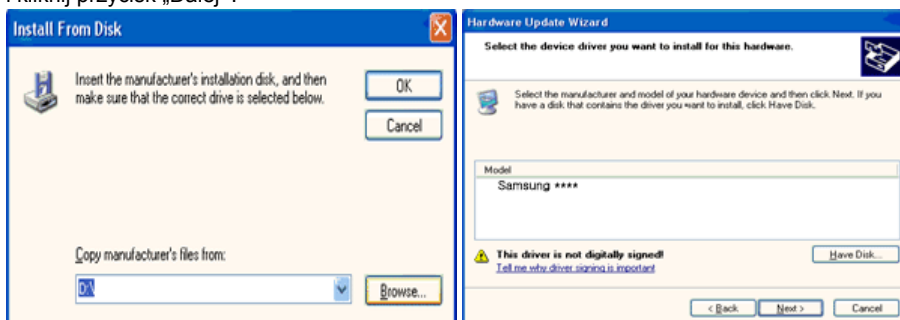 i kliknij przycisk „Dalej”.
Install From Disk
Insert the manufacturer's installation disk, and then
make sure that the correct drive is selected below.
OK
Cancel
Copy manufacturer's files from:
D:\
Browse...
Hardware Update Wizard
Select the device driver you want to install for this hardware.
Select the manufacturer and model of your hardware device and then click Next. If you
have a disk that contains the driver you want to install, click Have Disk.
Model
Samsung ****
This driver is not digitally signed!
Tell me why driver signing is important
Have Disk...
< Back
Next >
Cancel